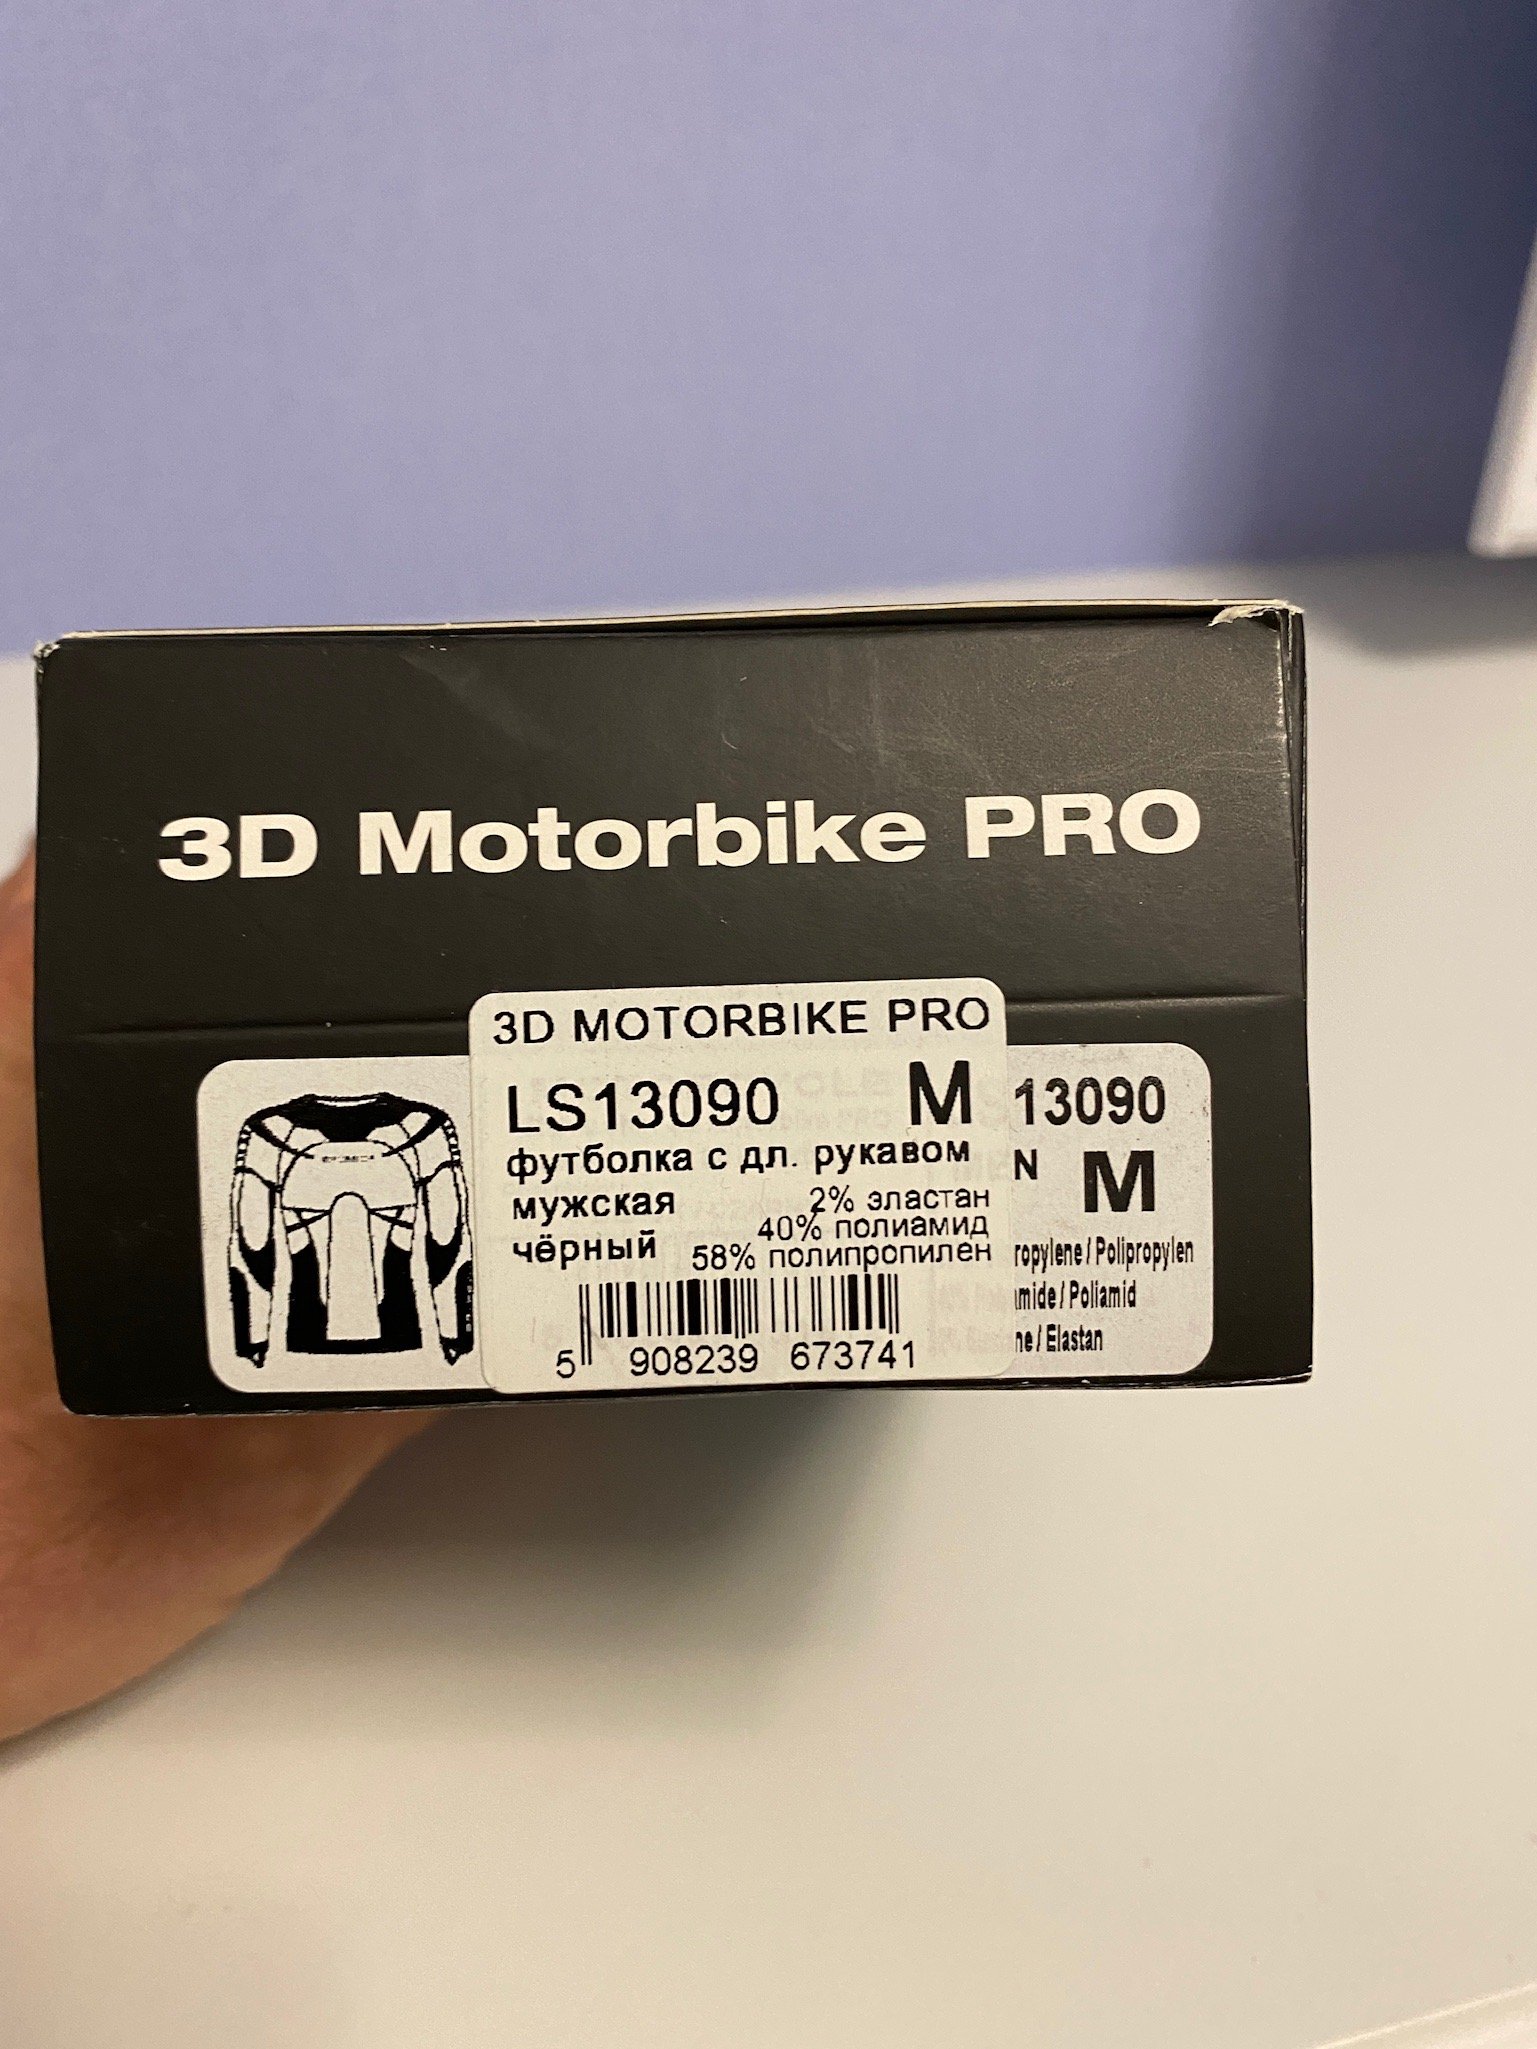 3D Motorbike PRO
3D MOTORBIKE PRO
LS13090 M
футболка с дл. рукавом
мужская 2% эластан
40% полиамид
чёрный 58% полипропилен
5 908239 673741
13090
N M
ropylene / Polipropylen
mide / Poliamid
ne / Elastan